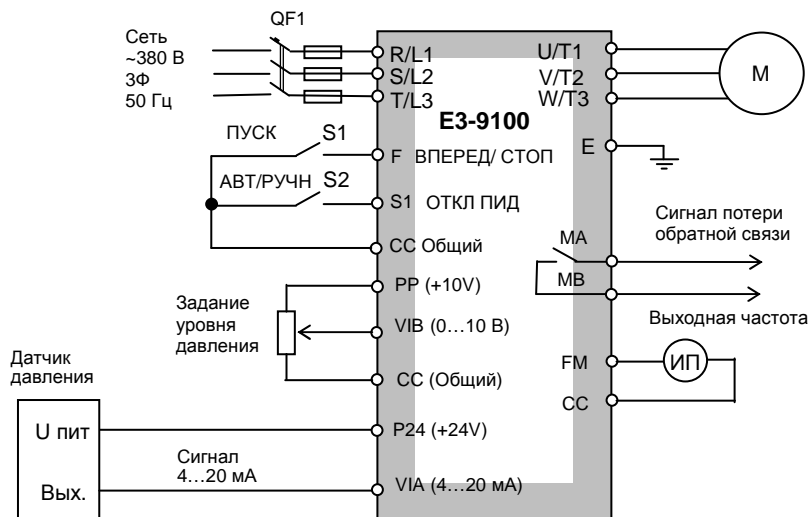 QF1
Сеть
~380 В
3Ф
50 Гц
R/L1
S/L2
T/L3
U/T1
V/T2
W/T3
М
E3-9100
E
ПУСК
S1
F ВПЕРЕД/ СТОП
АВТ/РУЧН
S2
S1 ОТКЛ ПИД
CC Общий
PP (+10V)
Задание
уровня
давления
VIB (0…10 В)
CC (Общий)
MA
MB
Сигнал потери
обратной связи
Выходная частота
FM
ИП
CC
Датчик
давления
U пит
P24 (+24V)
Сигнал
4…20 мА
Вых.
VIA (4…20 мА)